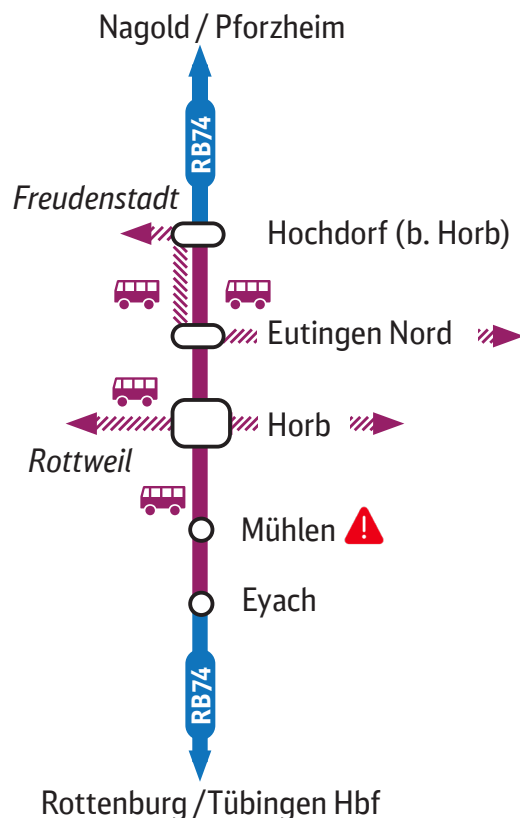 Nagold / Pforzheim
RB74
Freudenstadt
Hochdorf (b. Horb)
Eutingen Nord
Horb
Rottweil
Mühlen
Eyach
RB74
Rottenburg / Tübingen Hbf